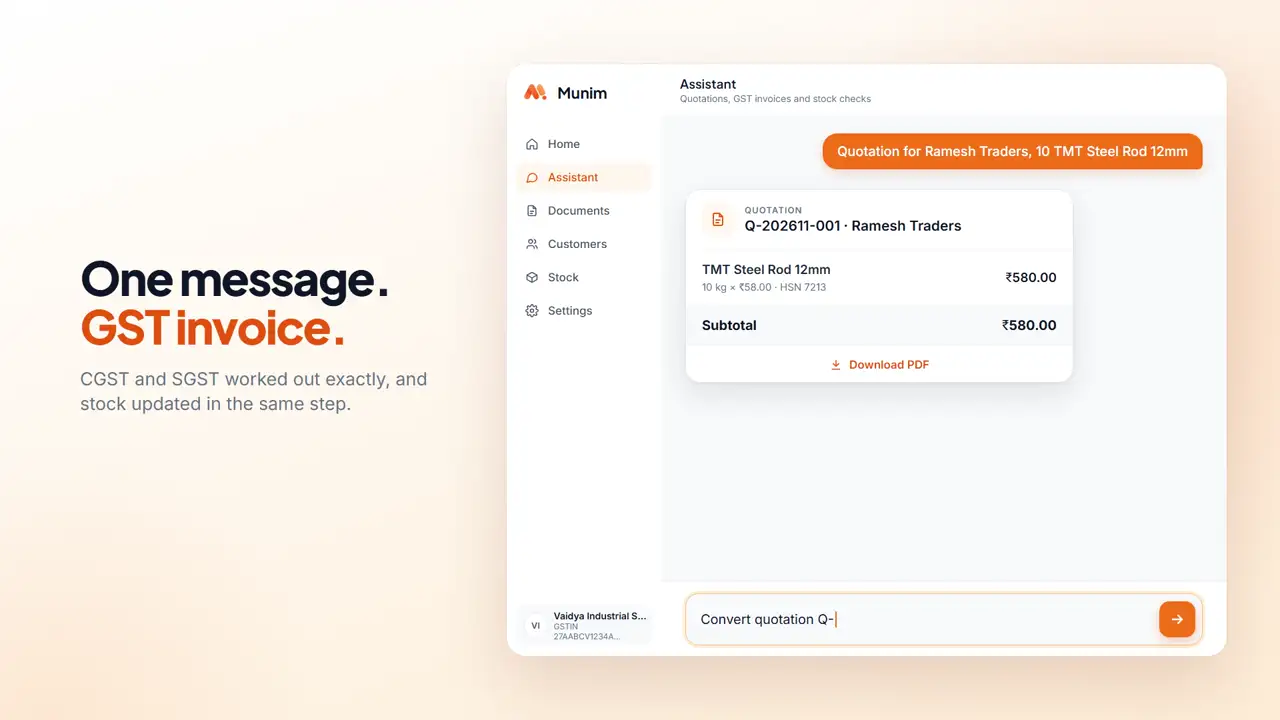 One message.
GST invoice.
CGST and SGST worked out exactly, and
stock updated in the same step.
Munim
Home
Assistant
Documents
Customers
Stock
Settings
VI
Vaidya Industrial S...
GSTIN
27AABCV1234A...
Assistant
Quotations, GST invoices and stock checks
Quotation for Ramesh Traders, 10 TMT Steel Rod 12mm
QUOTATION
Q-202611-001 · Ramesh Traders
TMT Steel Rod 12mm
₹580.00
10 kg × ₹58.00 · HSN 7213
Subtotal
₹580.00
Download PDF
Convert quotation Q-